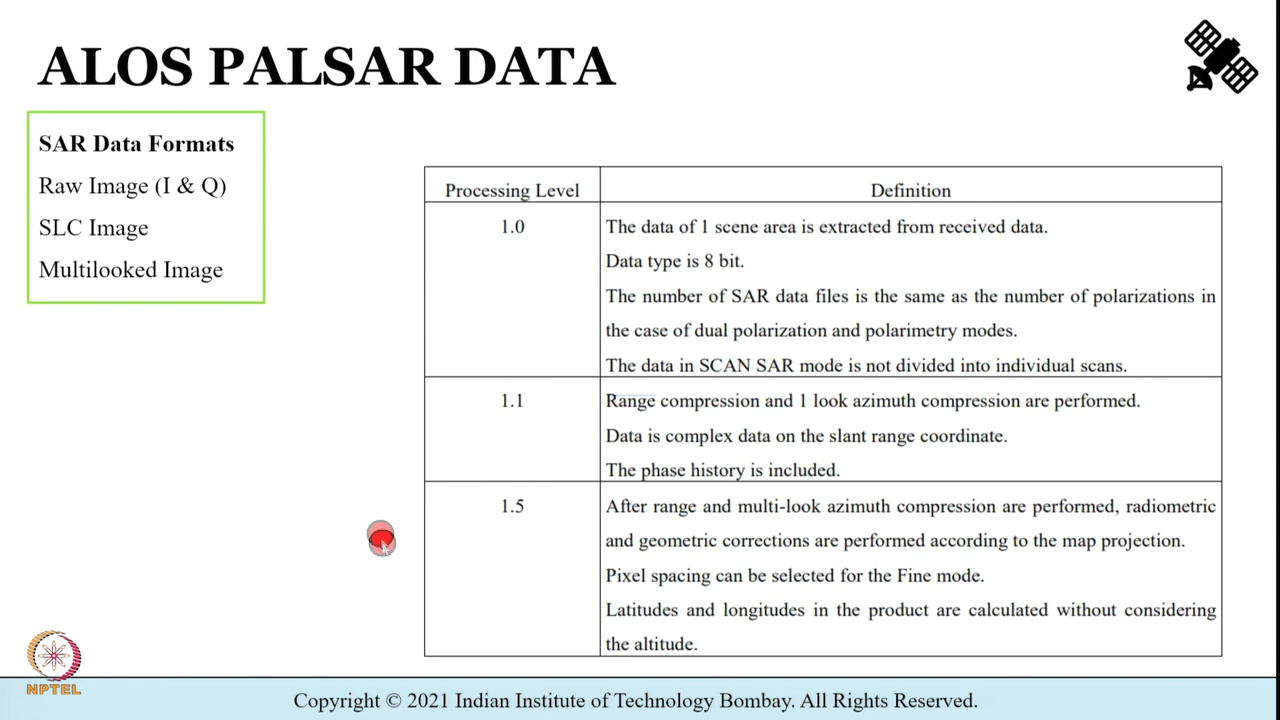 ALOS PALSAR DATA
SAR Data Formats
Raw Image (I & Q)
SLC Image
Multilooked Image
Processing Level
Definition
1.0
The data of 1 scene area is extracted from received data.
Data type is 8 bit.
The number of SAR data files is the same as the number of polarizations in
the case of dual polarization and polarimetry modes.
The data in SCAN SAR mode is not divided into individual scans.
1.1
Range compression and 1 look azimuth compression are performed.
Data is complex data on the slant range coordinate.
The phase history is included.
1.5
After range and multi-look azimuth compression are performed, radiometric
and geometric corrections are performed according to the map projection.
Pixel spacing can be selected for the Fine mode.
Latitudes and longitudes in the product are calculated without considering
the altitude.
NPTEL
Copyright © 2021 Indian Institute of Technology Bombay. All Rights Reserved.